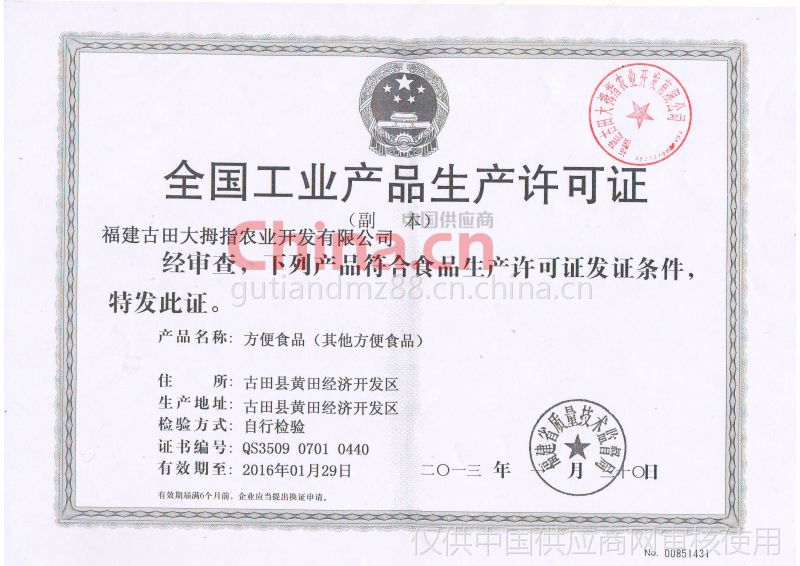 福建古田大拇指农业开发有限公司
全国工业产品生产许可证
（副 本）
中国供应商
China.cn
福建古田大拇指农业开发有限公司
经审查，下列产品符合食品生产许可证发证条件，
特发此证。
gutiandmz88.cn.china.cn
产品名称：方便食品（其他方便食品）
住 所：古田县黄田经济开发区
生产地址：古田县黄田经济开发区
检验方式：自行检验
证书编号：QS3509 0701 0440
有效期至：2016年01月29日
二〇一三 年 一 月 三十〇日
福建省质量技术监督局
有效期届满6个月前，企业应当提出换证申请。
仅供中国供应商网审核使用
No. 00851431